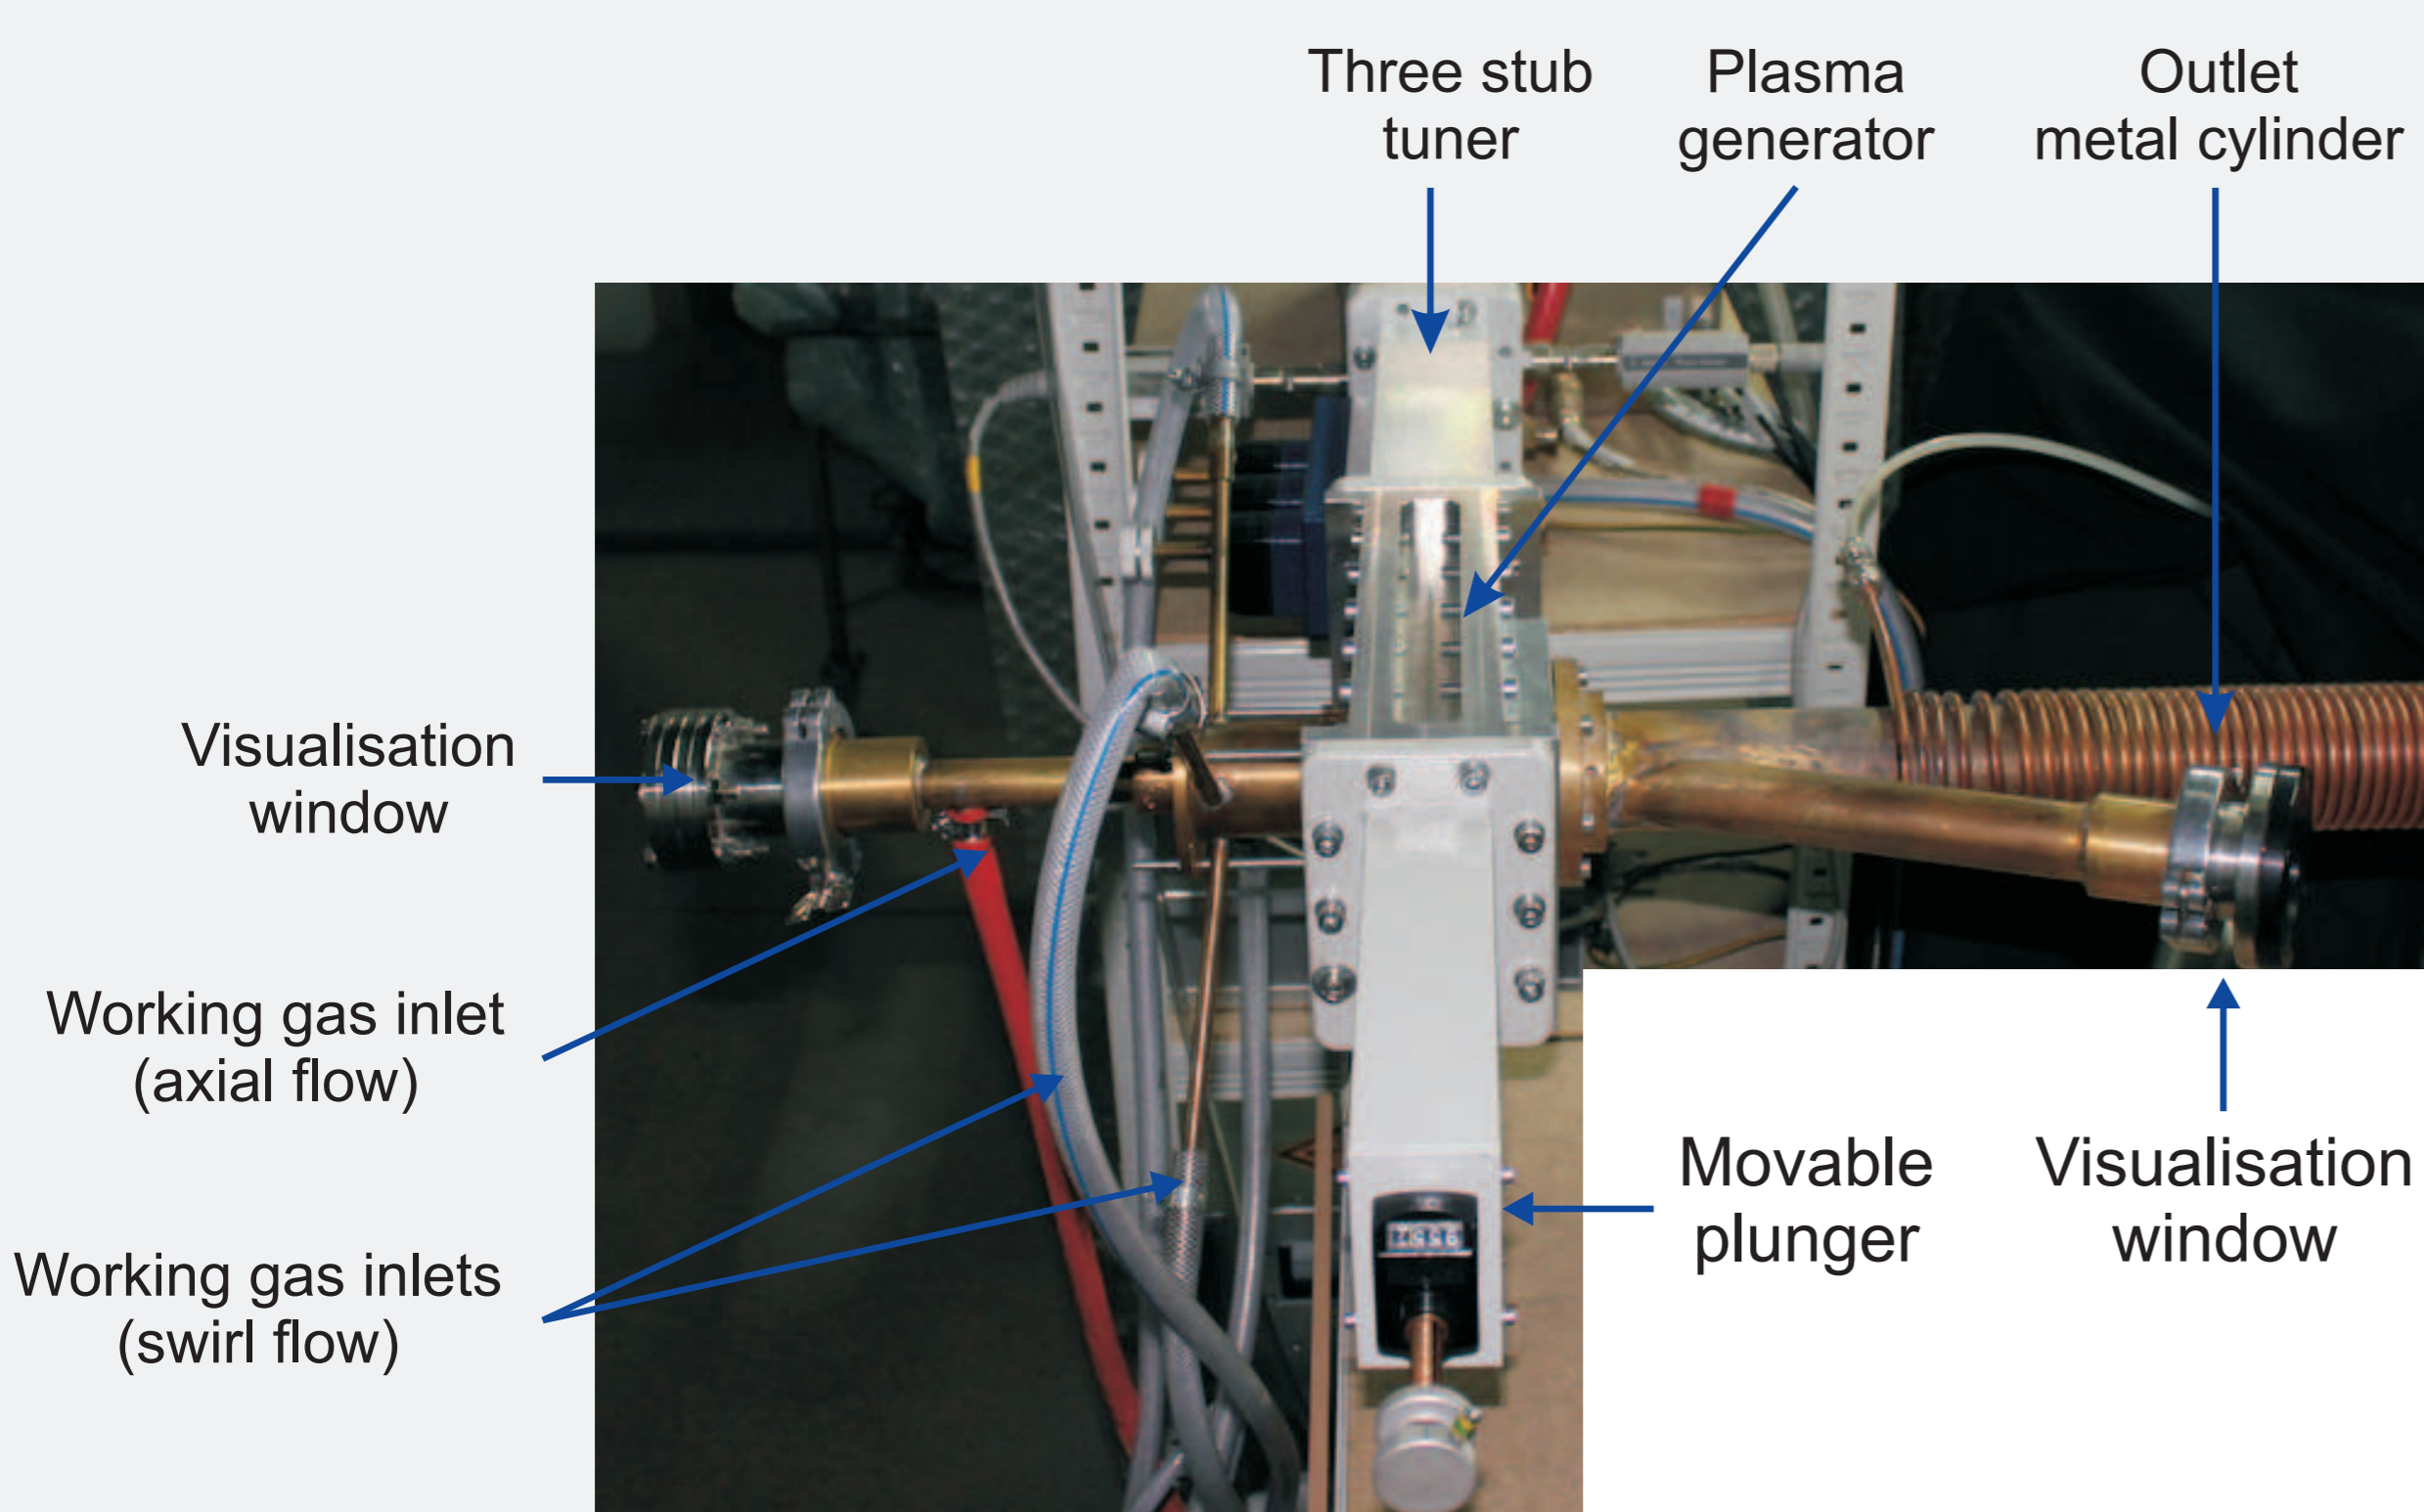 Three stub
tuner
Plasma
generator
Outlet
metal cylinder
Visualisation
window
Working gas inlet
(axial flow)
Working gas inlets
(swirl flow)
Movable
plunger
Visualisation
window